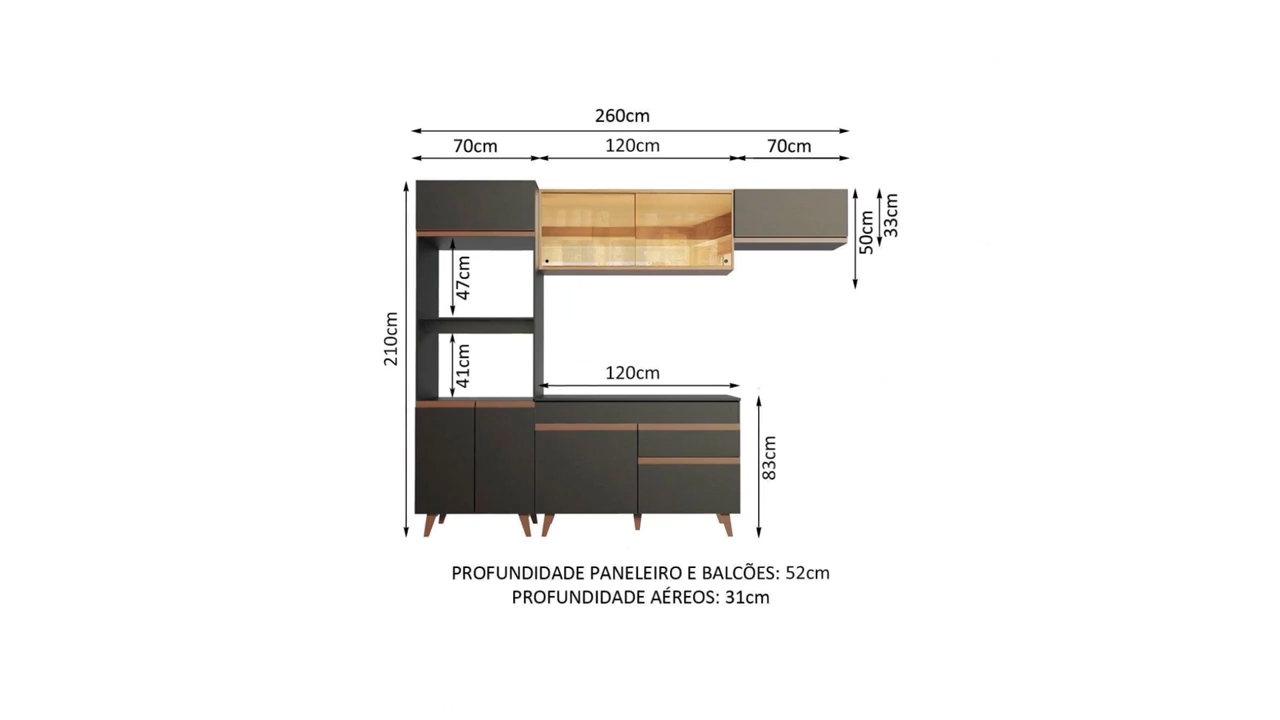 260cm
70cm 120cm 70cm
33cm
50cm
47cm
210cm
41cm
120cm
83cm
PROFUNDIDADE PANELEIRO E BALCÕES: 52cm
PROFUNDIDADE AÉREOS: 31cm